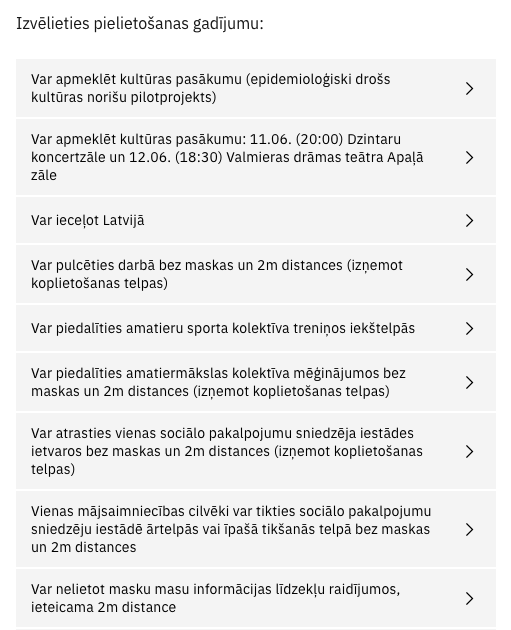 Izvēlieties pielietošanas gadījumu:
Var apmeklēt kultūras pasākumu (epidemioloģiski drošs
kultūras norišu pilotprojekts)
Var apmeklēt kultūras pasākumu: 11.06. (20:00) Dzintaru
koncertzāle un 12.06. (18:30) Valmieras drāmas teātra Apaļā
zāle
Var ieceļot Latvijā
Var pulcēties darbā bez maskas un 2m distances (izņemot
koplietošanas telpas)
Var piedalīties amatieru sporta kolektīva treniņos iekštelpās
Var piedalīties amatiermākslas kolektīva mēģinājumos bez
maskas un 2m distances (izņemot koplietošanas telpas)
Var atrasties vienas sociālo pakalpojumu sniedzēja iestādes
ietvaros bez maskas un 2m distances (izņemot koplietošanas
telpas)
Vienas mājsaimniecības cilvēki var tikties sociālo pakalpojumu
sniedzēju iestādē ārtelpās vai īpašā tikšanās telpā bez maskas
un 2m distances
Var nelietot masku masu informācijas līdzekļu raidījumos,
ieteicama 2m distance